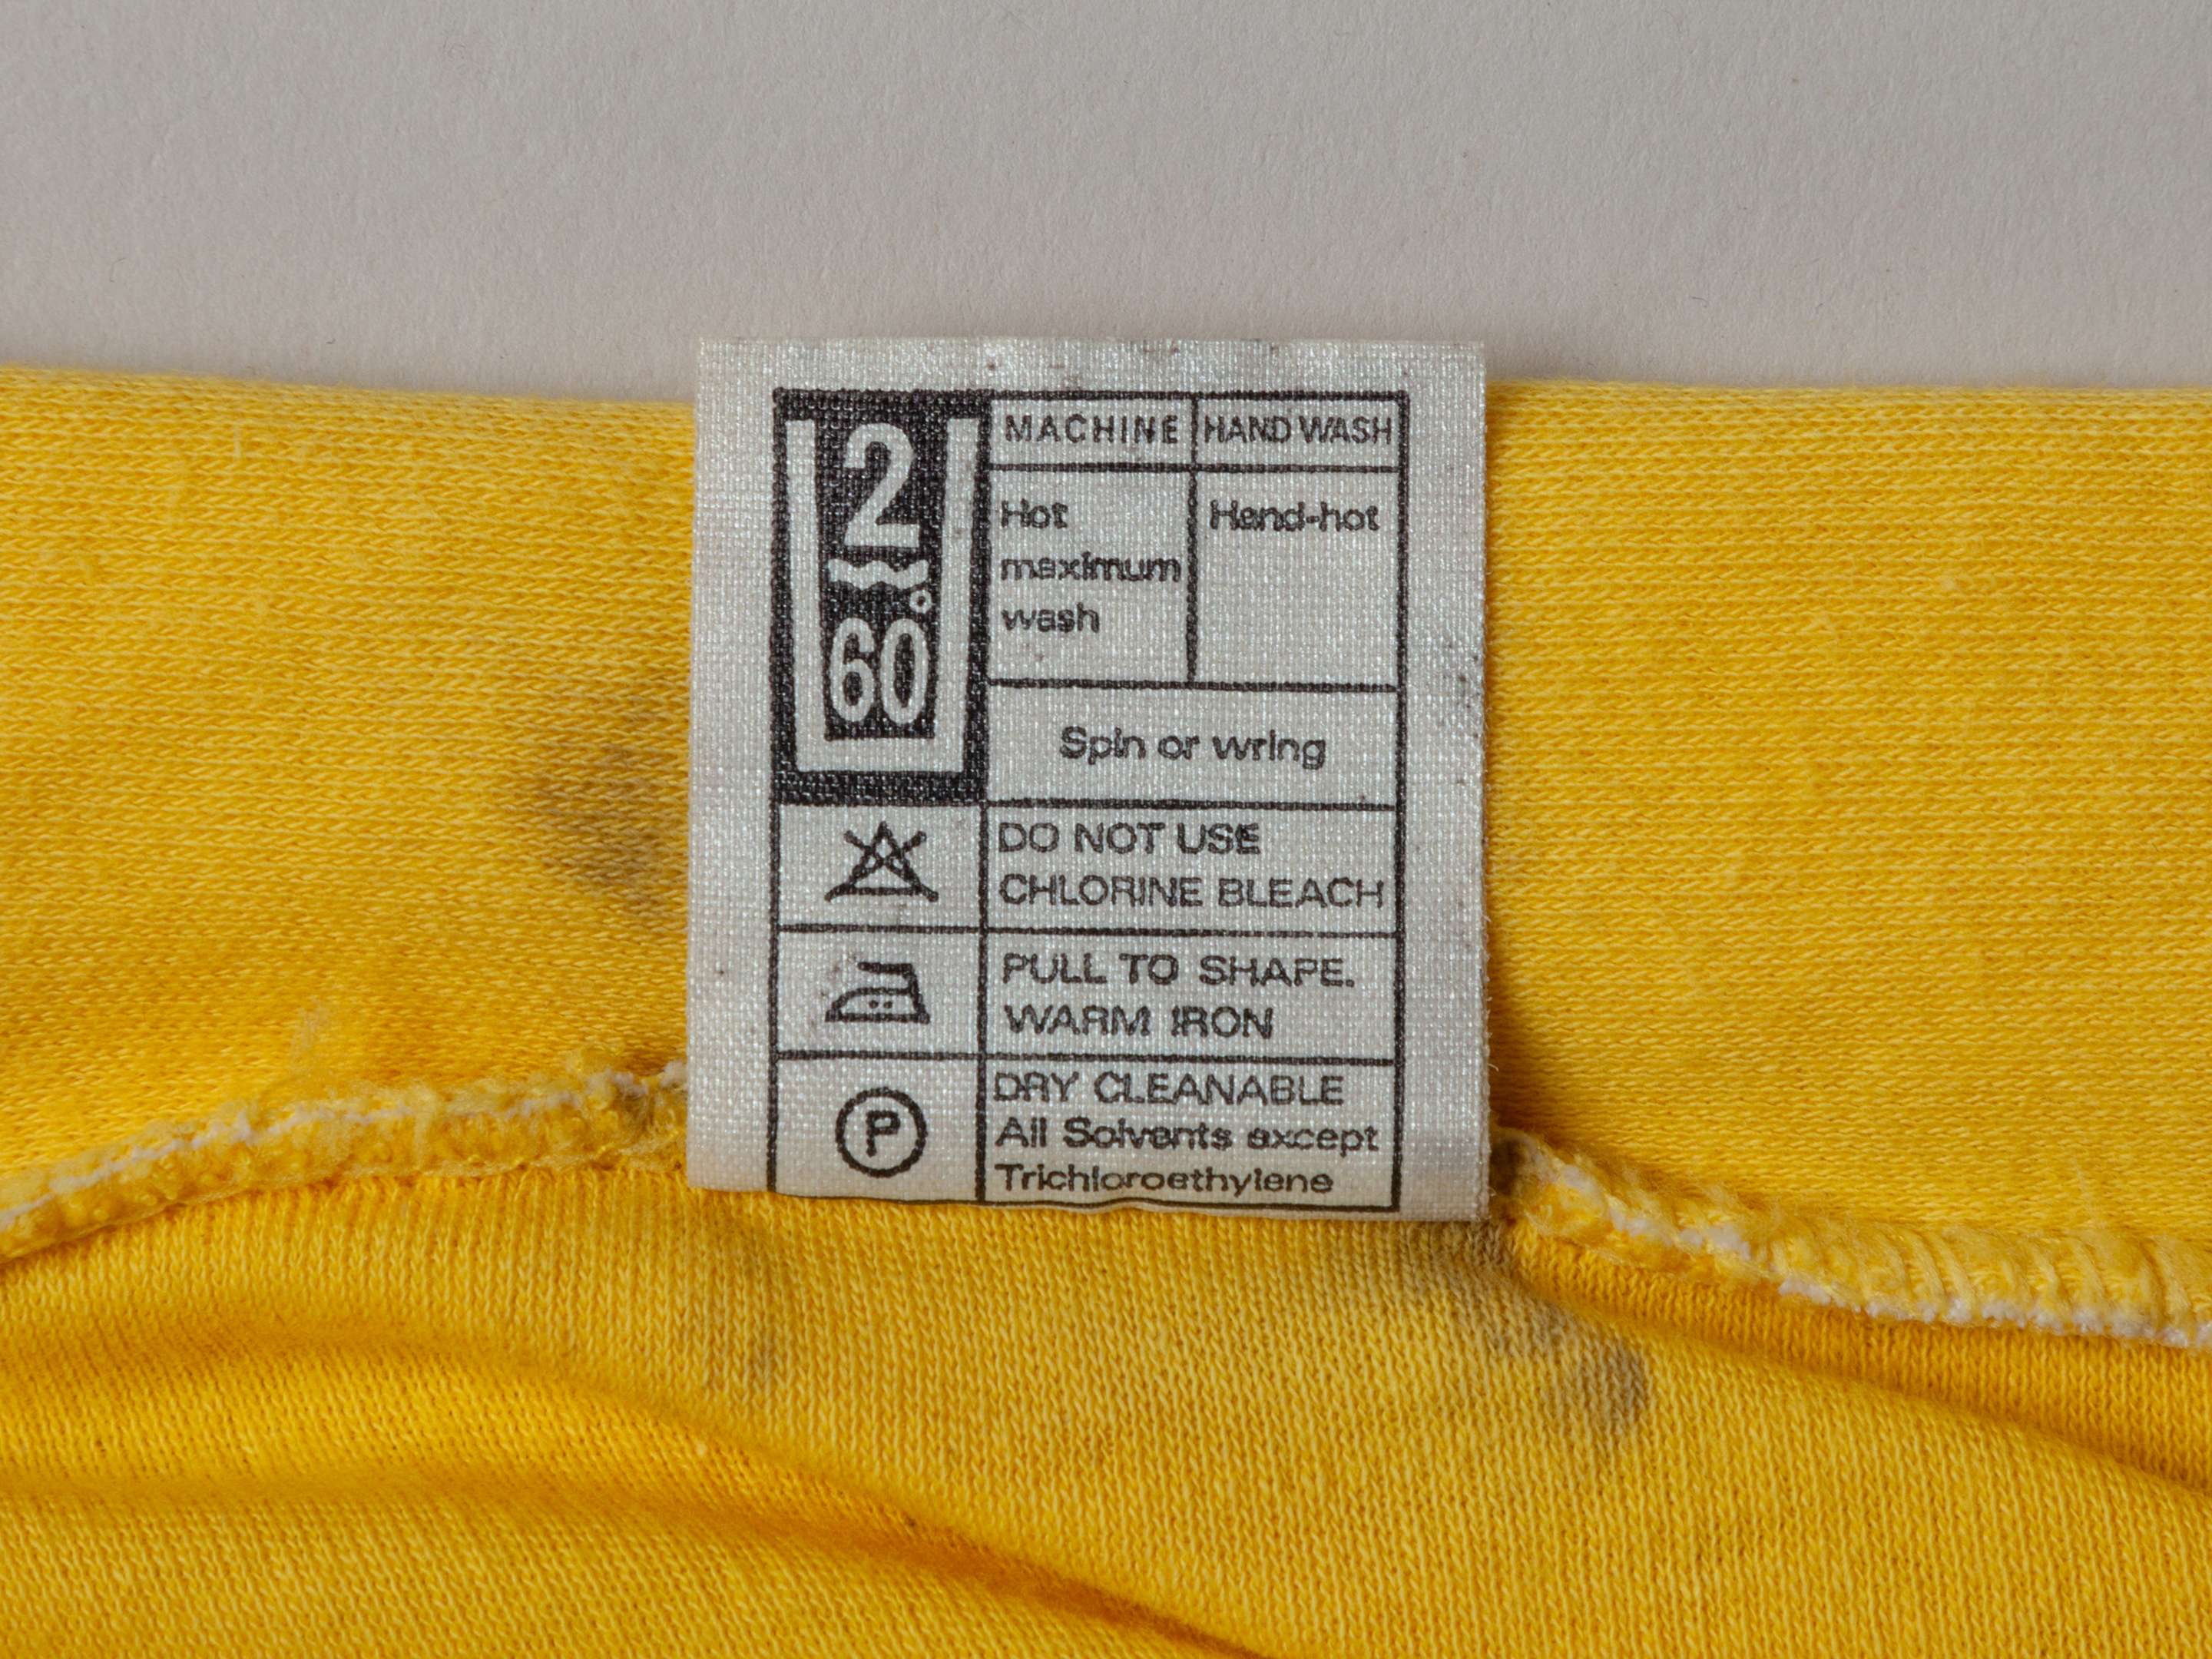 2
60°
MACHINE
HAND WASH
Hot
maximum
wash
Hand-hot
Spin or wring
DO NOT USE
CHLORINE BLEACH
PULL TO SHAPE.
WARM IRON
P
DRY CLEANABLE
All Solvents except
Trichloroethylene